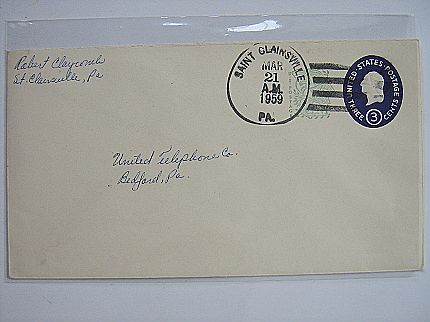 Robert Claycomb
St Clairsville, Pa
SAINT CLAIRSVILLE
MAR
21
A.M.
1959
PA.
UNITED STATES POSTAGE
THREE 3 CENTS
United Telephone Co.
Bedford, Pa.